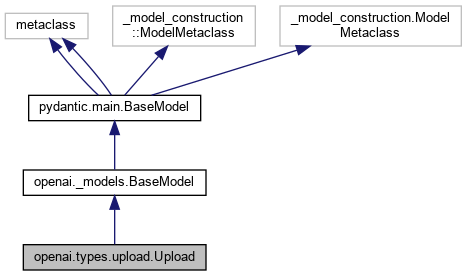 metaclass
_model_construction
::ModelMetaclass
_model_construction.Model
Metaclass
pydantic.main.BaseModel
openai._models.BaseModel
openai.types.upload.Upload